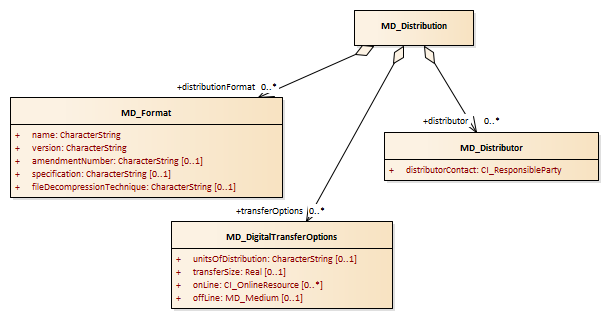 MD_Distribution
+distributionFormat 0..*
MD_Format
+ name: CharacterString
+ version: CharacterString
+ amendmentNumber: CharacterString [0..1]
+ specification: CharacterString [0..1]
+ fileDecompressionTechnique: CharacterString [0..1]
+distributor 0..*
MD_Distributor
+ distributorContact: CI_ResponsibleParty
+transferOptions 0..*
MD_DigitalTransferOptions
+ unitsOfDistribution: CharacterString [0..1]
+ transferSize: Real [0..1]
+ onLine: CI_OnlineResource [0..*]
+ offLine: MD_Medium [0..1]